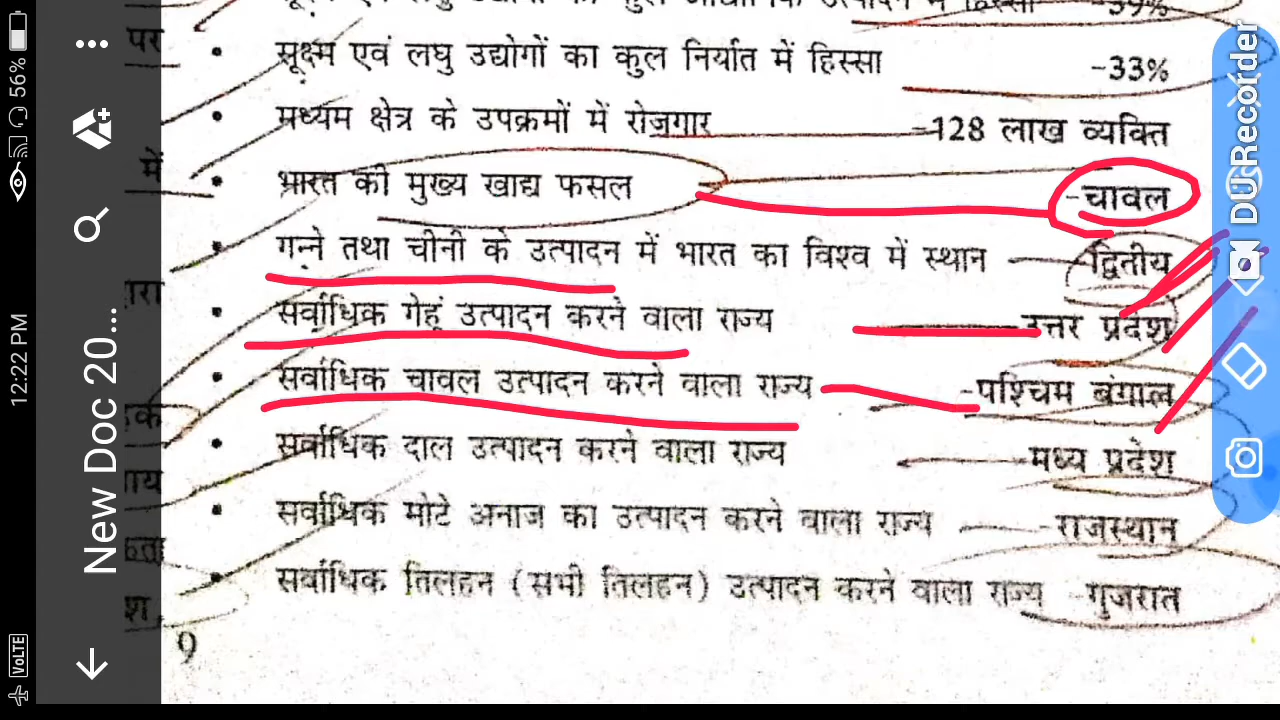 सूक्ष्म एवं लघु उद्योगों का कुल निर्यात में हिस्सा -33%
मध्यम क्षेत्र के उपक्रमों में रोजगार -128 लाख व्यक्ति
भारत की मुख्य खाद्य फसल -चावल
गन्ने तथा चीनी के उत्पादन में भारत का विश्व में स्थान -द्वितीय
सर्वाधिक गेहूं उत्पादन करने वाला राज्य उत्तर प्रदेश
सर्वाधिक चावल उत्पादन करने वाला राज्य -पश्चिम बंगाल
सर्वाधिक दाल उत्पादन करने वाला राज्य -मध्य प्रदेश
सर्वाधिक मोटे अनाज का उत्पादन करने वाला राज्य -राजस्थान
सर्वाधिक तिलहन (सभी तिलहन) उत्पादन करने वाला राज्य -गुजरात
9
पर
में
New Doc 20...
56%
12:22 PM
VoLTE
DU Recorder